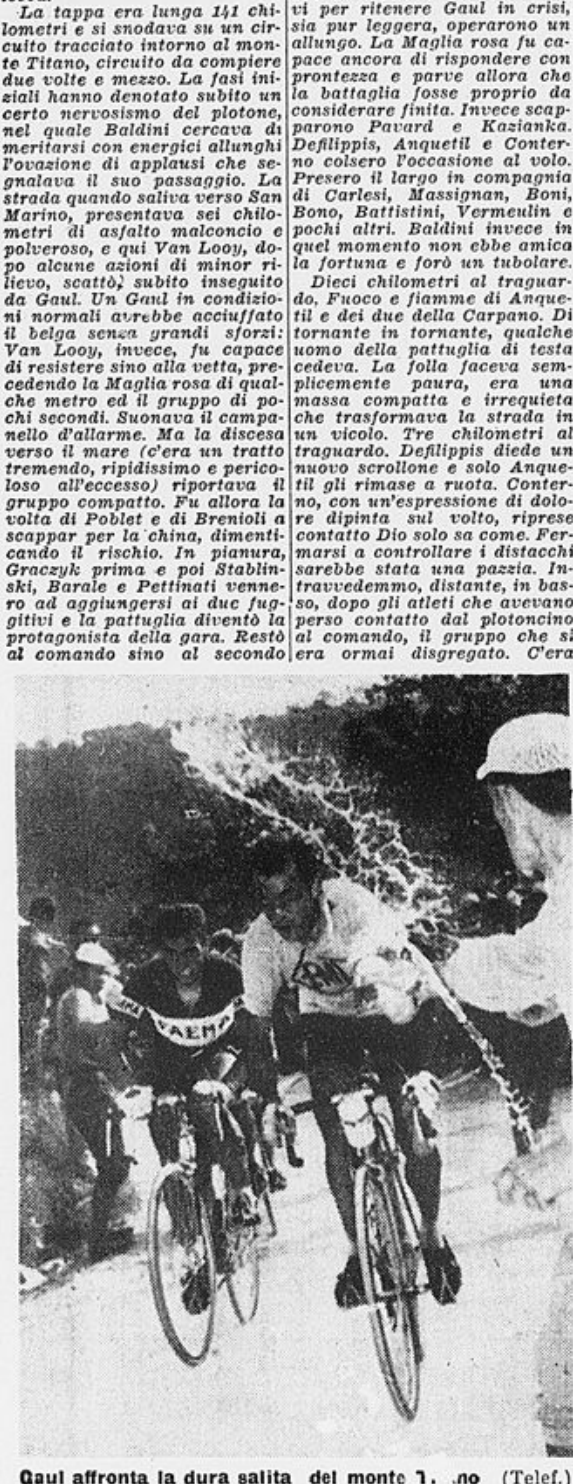 La tappa era lunga 141 chi-
lometri e si snodava su un cir-
cuito tracciato intorno al mon-
te Titano, circuito da compiere
due volte e mezzo. La fasi ini-
ziali hanno denotato subito un
certo nervosismo del plotone,
nel quale Baldini cercava di
meritarsi con energici allunghi
l'ovazione di applausi che se-
gnalava il suo passaggio. La
strada quando saliva verso San
Marino, presentava sei chilo-
metri di asfalto malconcio e
polveroso, e qui Van Looy, do-
po alcune azioni di minor ri-
lievo, scattò, subito inseguito
da Gaul. Un Gaul in condizio-
ni normali avrebbe acciuffato
il belga senza grandi sforzi:
Van Looy, invece, fu capace
di resistere sino alla vetta, pre-
cedendo la Maglia rosa di qual-
che metro ed il gruppo di po-
chi secondi. Suonava il campa-
nello d'allarme. Ma la discesa
verso il mare (c'era un tratto
tremendo, ripidissimo e perico-
loso all'eccesso) riportava il
gruppo compatto. Fu allora la
volta di Poblet e di Brenioli a
scappar per la china, dimenti-
cando il rischio. In pianura,
Graczyk prima e poi Stablin-
ski, Barale e Pettinati venne-
ro ad aggiungersi ai due fug-
gitivi e la pattuglia diventò la
protagonista della gara. Restò
al comando sino al secondo
vi per ritenere Gaul in crisi,
sia pur leggera, operarono un
allungo. La Maglia rosa fu ca-
pace ancora di rispondere con
prontezza e parve allora che
la battaglia fosse proprio da
considerare finita. Invece scap-
parono Pavard e Kazianka.
Defilippis, Anquetil e Conter-
no colsero l'occasione al volo.
Presero il largo in compagnia
di Carlesi, Massignan, Boni,
Bono, Battistini, Vermeulin e
pochi altri. Baldini invece in
quel momento non ebbe amica
la fortuna e forò un tubolare.
Dieci chilometri al traguar-
do, Fuoco e fiamme di Anque-
til e dei due della Carpano. Di
tornante in tornante, qualche
uomo della pattuglia di testa
cedeva. La folla faceva sem-
plicemente paura, era una
massa compatta e irrequieta
che trasformava la strada in
un vicolo. Tre chilometri al
traguardo. Defilippis diede un
nuovo scrollone e solo Anque-
til gli rimase a ruota. Conter-
no, con un'espressione di dolo-
re dipinta sul volto, riprese
contatto Dio solo sa come. Fer-
marsi a controllare i distacchi
sarebbe stata una pazzia. In-
travvedemmo, distante, in bas-
so, dopo gli atleti che avevano
perso contatto dal plotoncino
al comando, il gruppo che si
era ormai disgregato. C'era
FAEMA
Gaul affronta la dura salita del monte (Telef.)